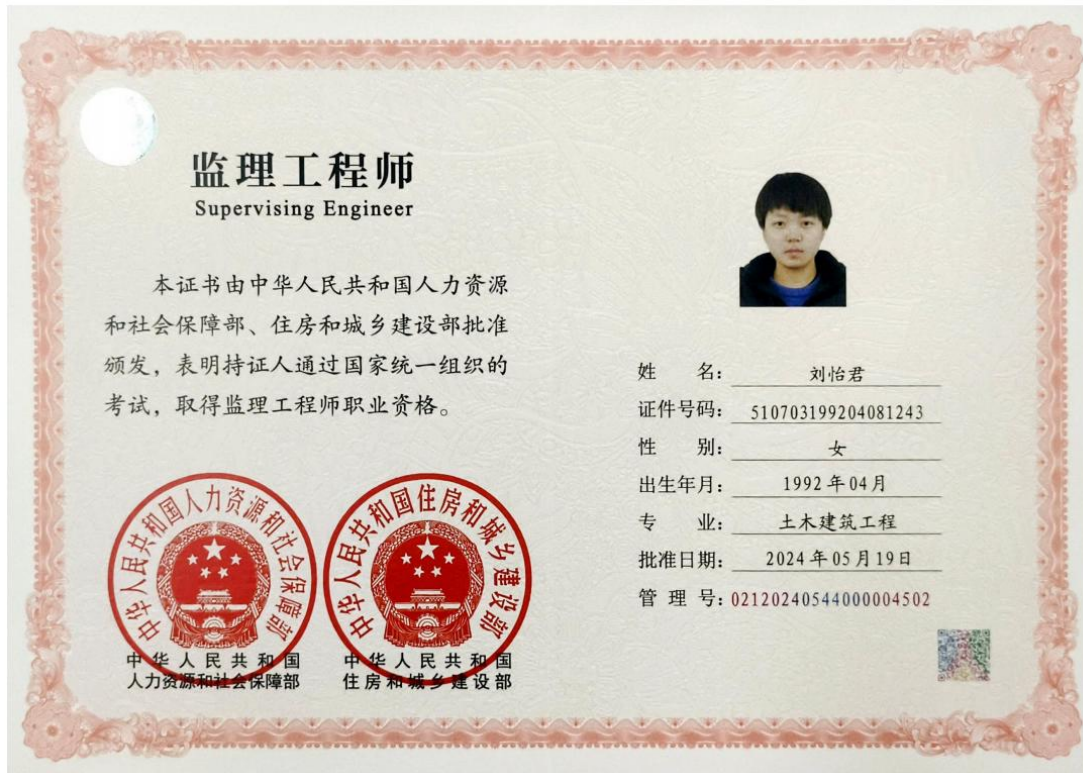 监理工程师
Supervising Engineer
本证书由中华人民共和国人力资源
和社会保障部、住房和城乡建设部批准
颁发，表明持证人通过国家统一组织的
考试，取得监理工程师职业资格。
中华人民共和国人力资源和社会保障部
中华人民共和国
人力资源和社会保障部
中华人民共和国住房和城乡建设部
中华人民共和国
住房和城乡建设部
姓 名：刘怡君
证件号码：510703199204081243
性 别：女
出生年月：1992年04月
专 业：土木建筑工程
批准日期：2024年05月19日
管 理 号：02120240544000004502